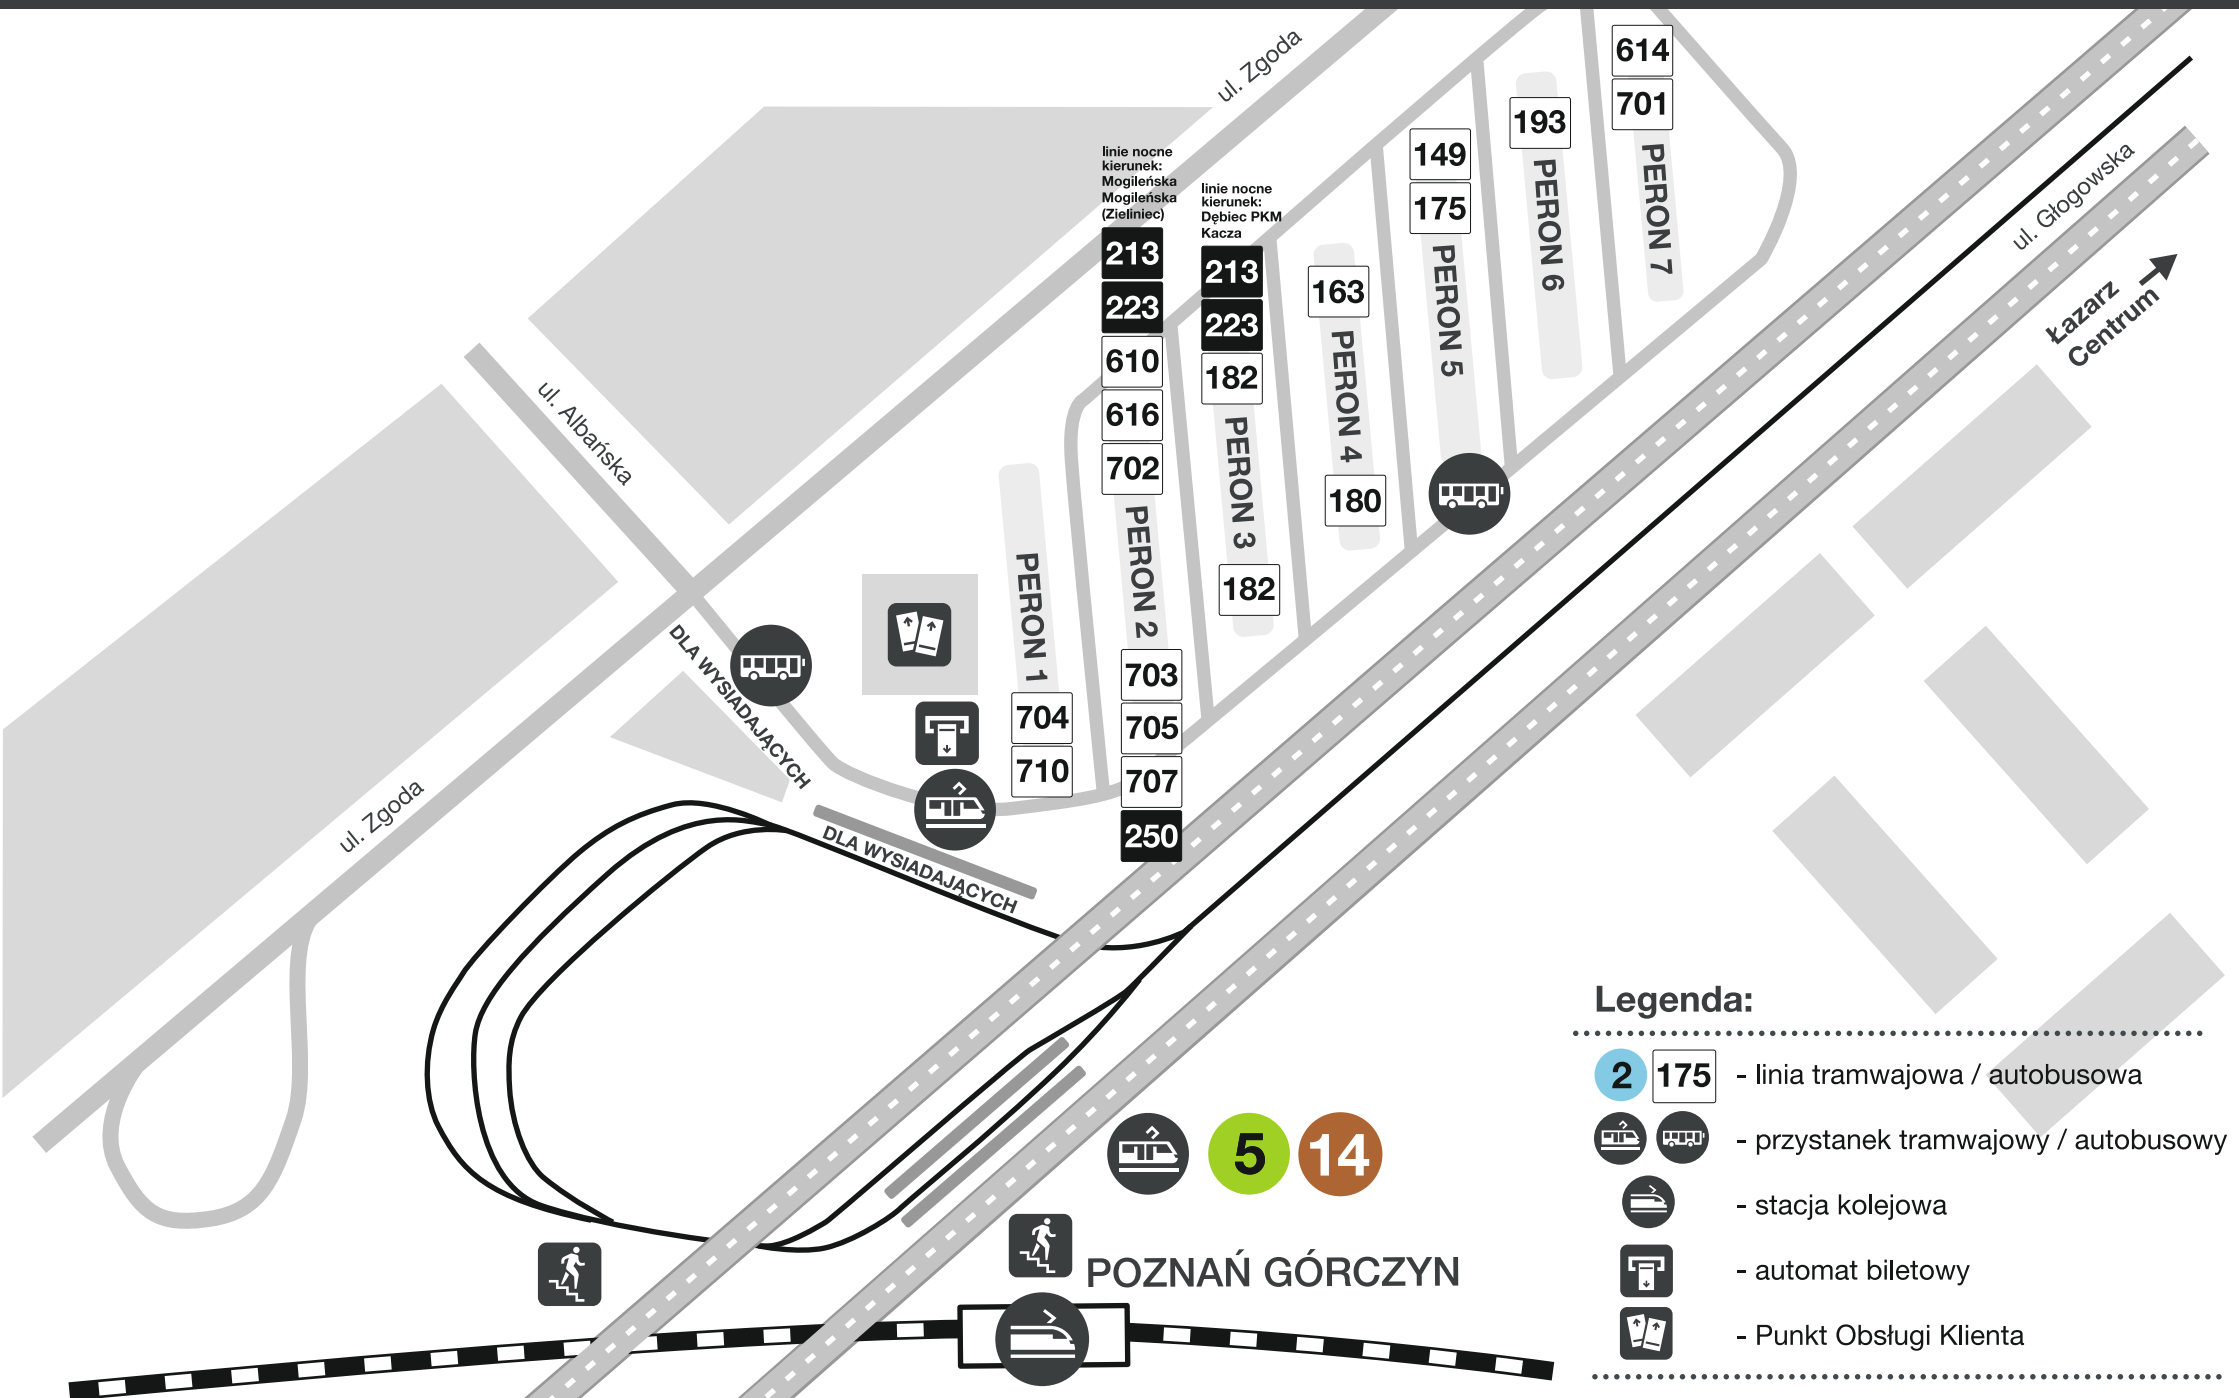 ul. Zgoda
614
701
PERON 7
193
PERON 6
149
175
PERON 5
linie nocne
kierunek:
Mogileńska
Mogileńska
(Zieliniec)
213
223
610
616
702
PERON 2
703
705
707
250
linie nocne
kierunek:
Dębiec PKM
Kacza
213
223
182
PERON 3
182
163
PERON 4
180
PERON 1
704
710
ul. Głogowska
Łazarz
Centrum
ul. Albańska
DLA WYSIADAJĄCYCH
DLA WYSIADAJĄCYCH
ul. Zgoda
5
14
POZNAŃ GÓRCZYN
Legenda:
2 175 - linia tramwajowa / autobusowa
- przystanek tramwajowy / autobusowy
- stacja kolejowa
- automat biletowy
- Punkt Obsługi Klienta